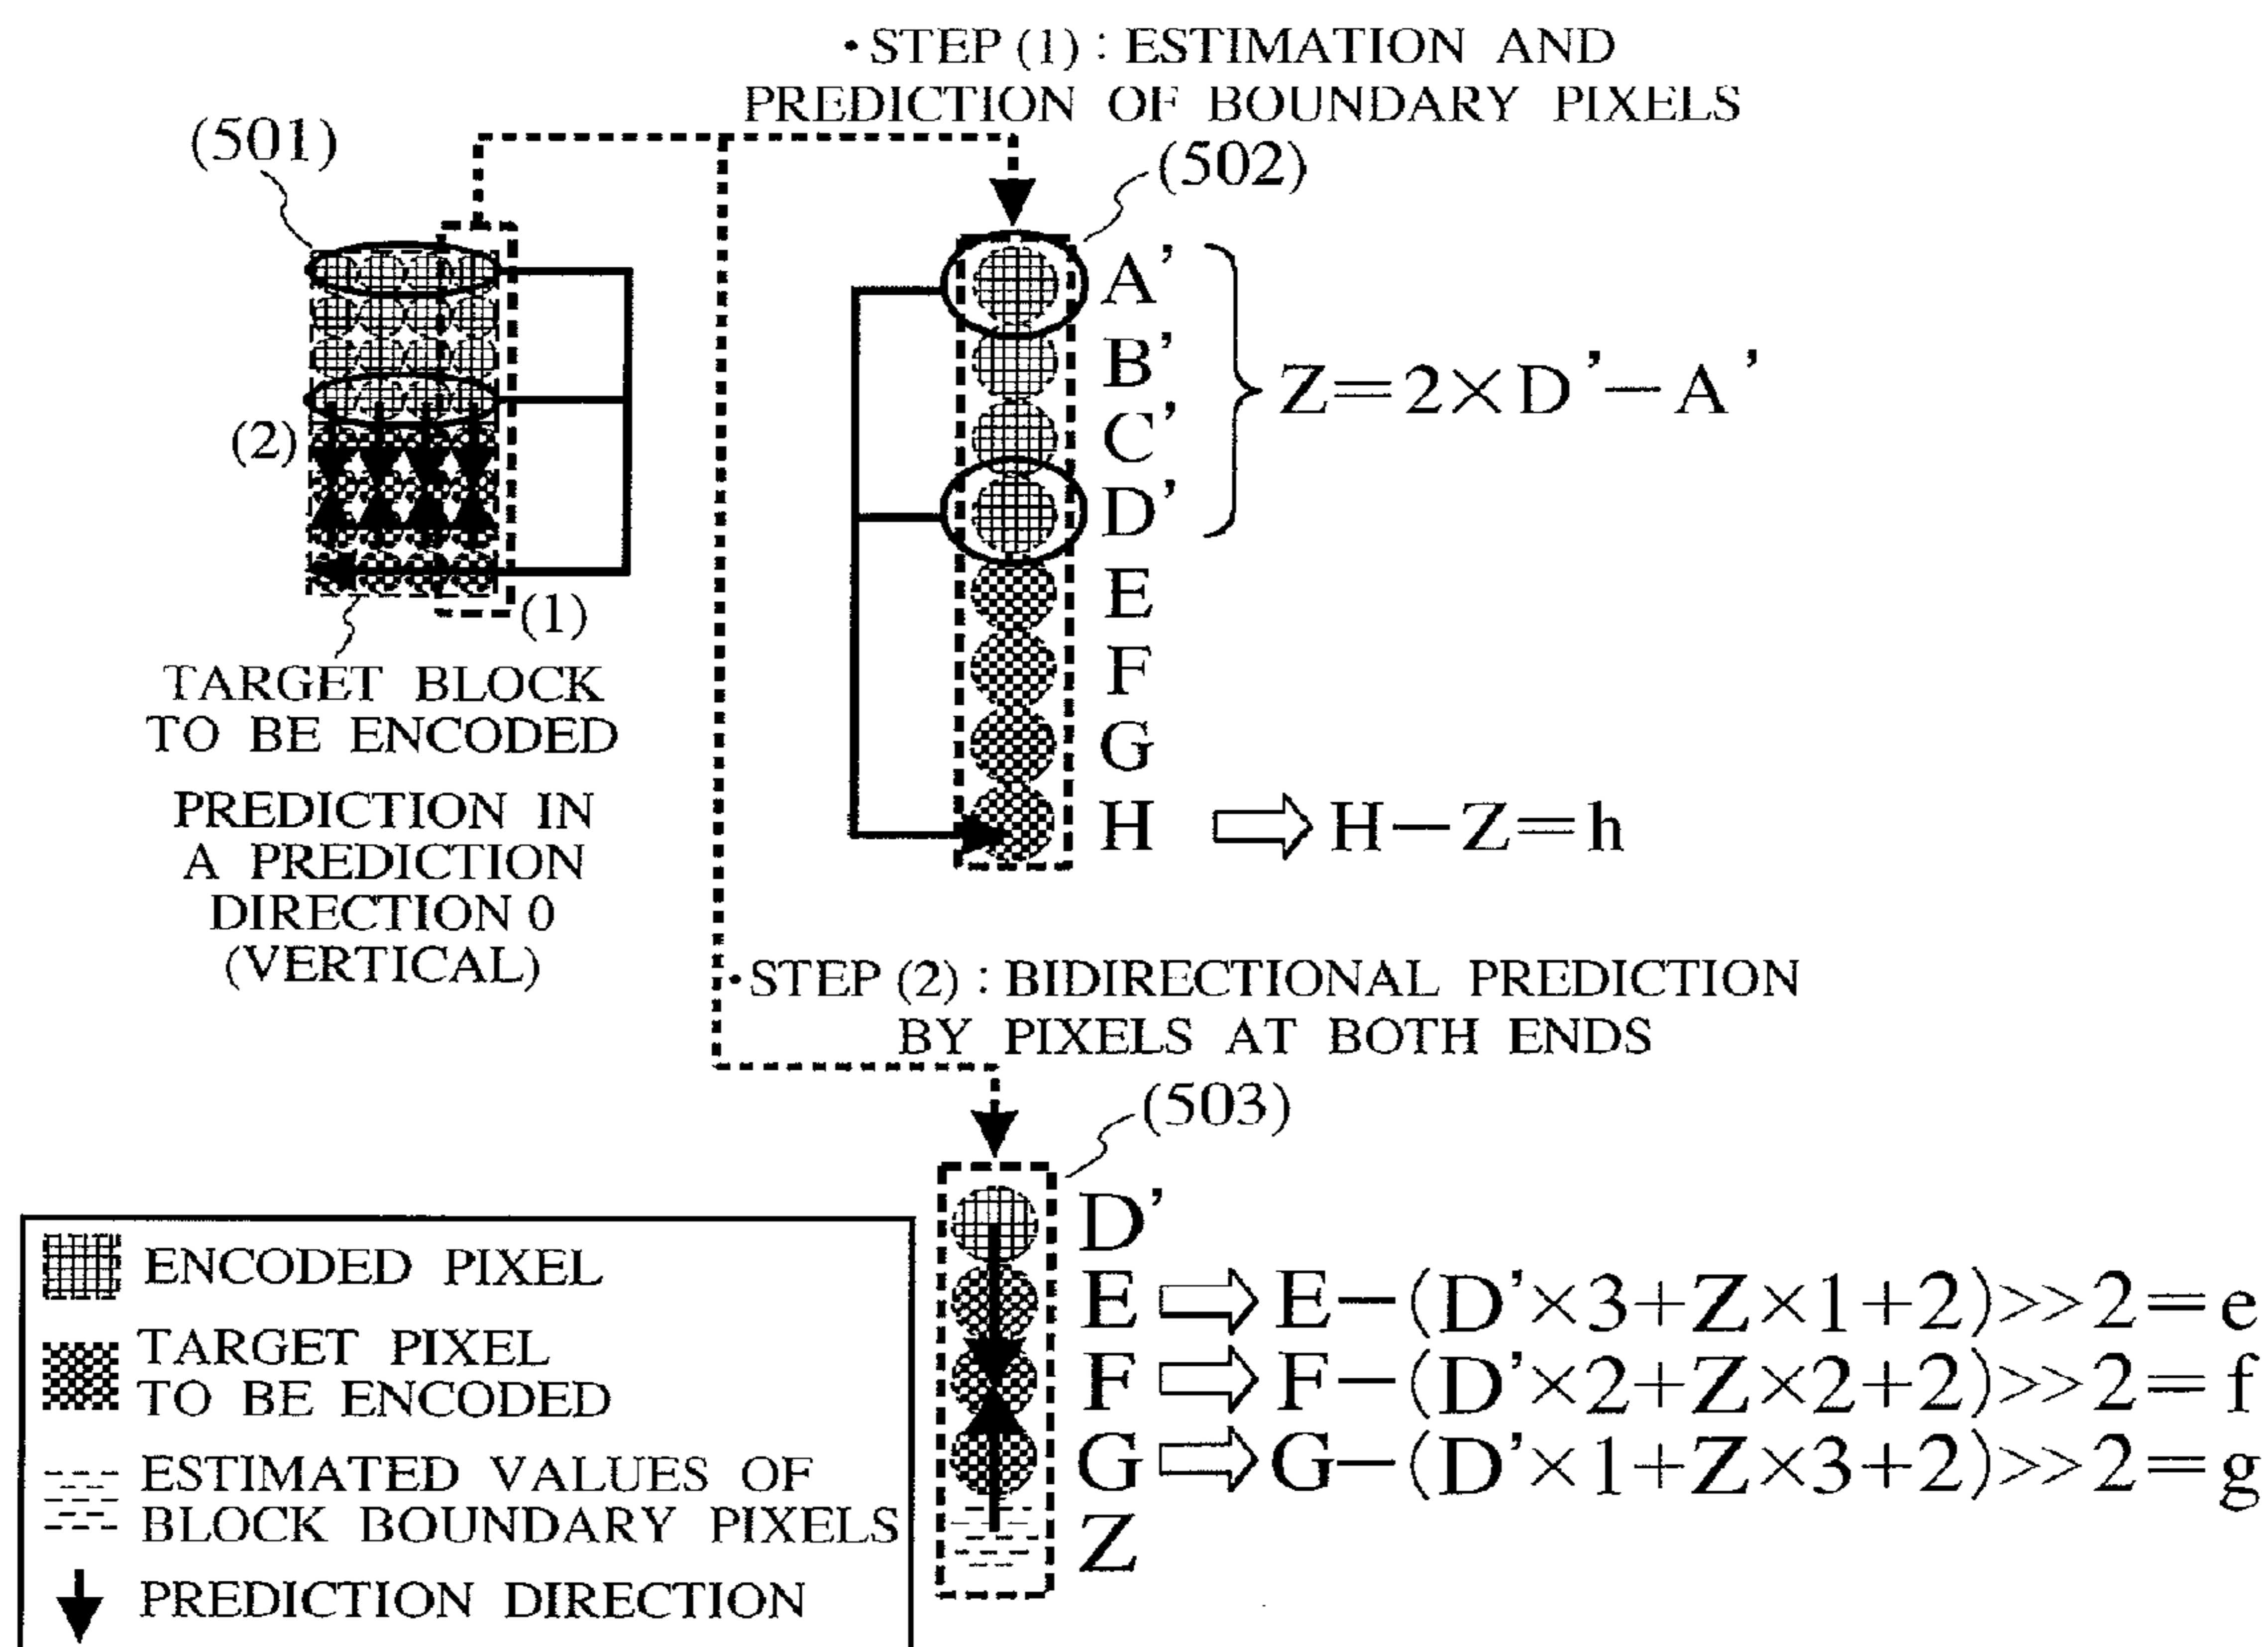 • STEP (1) : ESTIMATION AND
PREDICTION OF BOUNDARY PIXELS
(501)
(502)
A'
B'
C'
D'
Z=2×D'−A'
E
F
G
H ⇨ H−Z=h
(2)
(1)
TARGET BLOCK
TO BE ENCODED
PREDICTION IN
A PREDICTION
DIRECTION 0
(VERTICAL)
• STEP (2) : BIDIRECTIONAL PREDICTION
BY PIXELS AT BOTH ENDS
(503)
D'
E ⇨ E−(D'×3+Z×1+2)>>2=e
F ⇨ F−(D'×2+Z×2+2)>>2=f
G ⇨ G−(D'×1+Z×3+2)>>2=g
Z
ENCODED PIXEL
TARGET PIXEL
TO BE ENCODED
ESTIMATED VALUES OF
BLOCK BOUNDARY PIXELS
PREDICTION DIRECTION